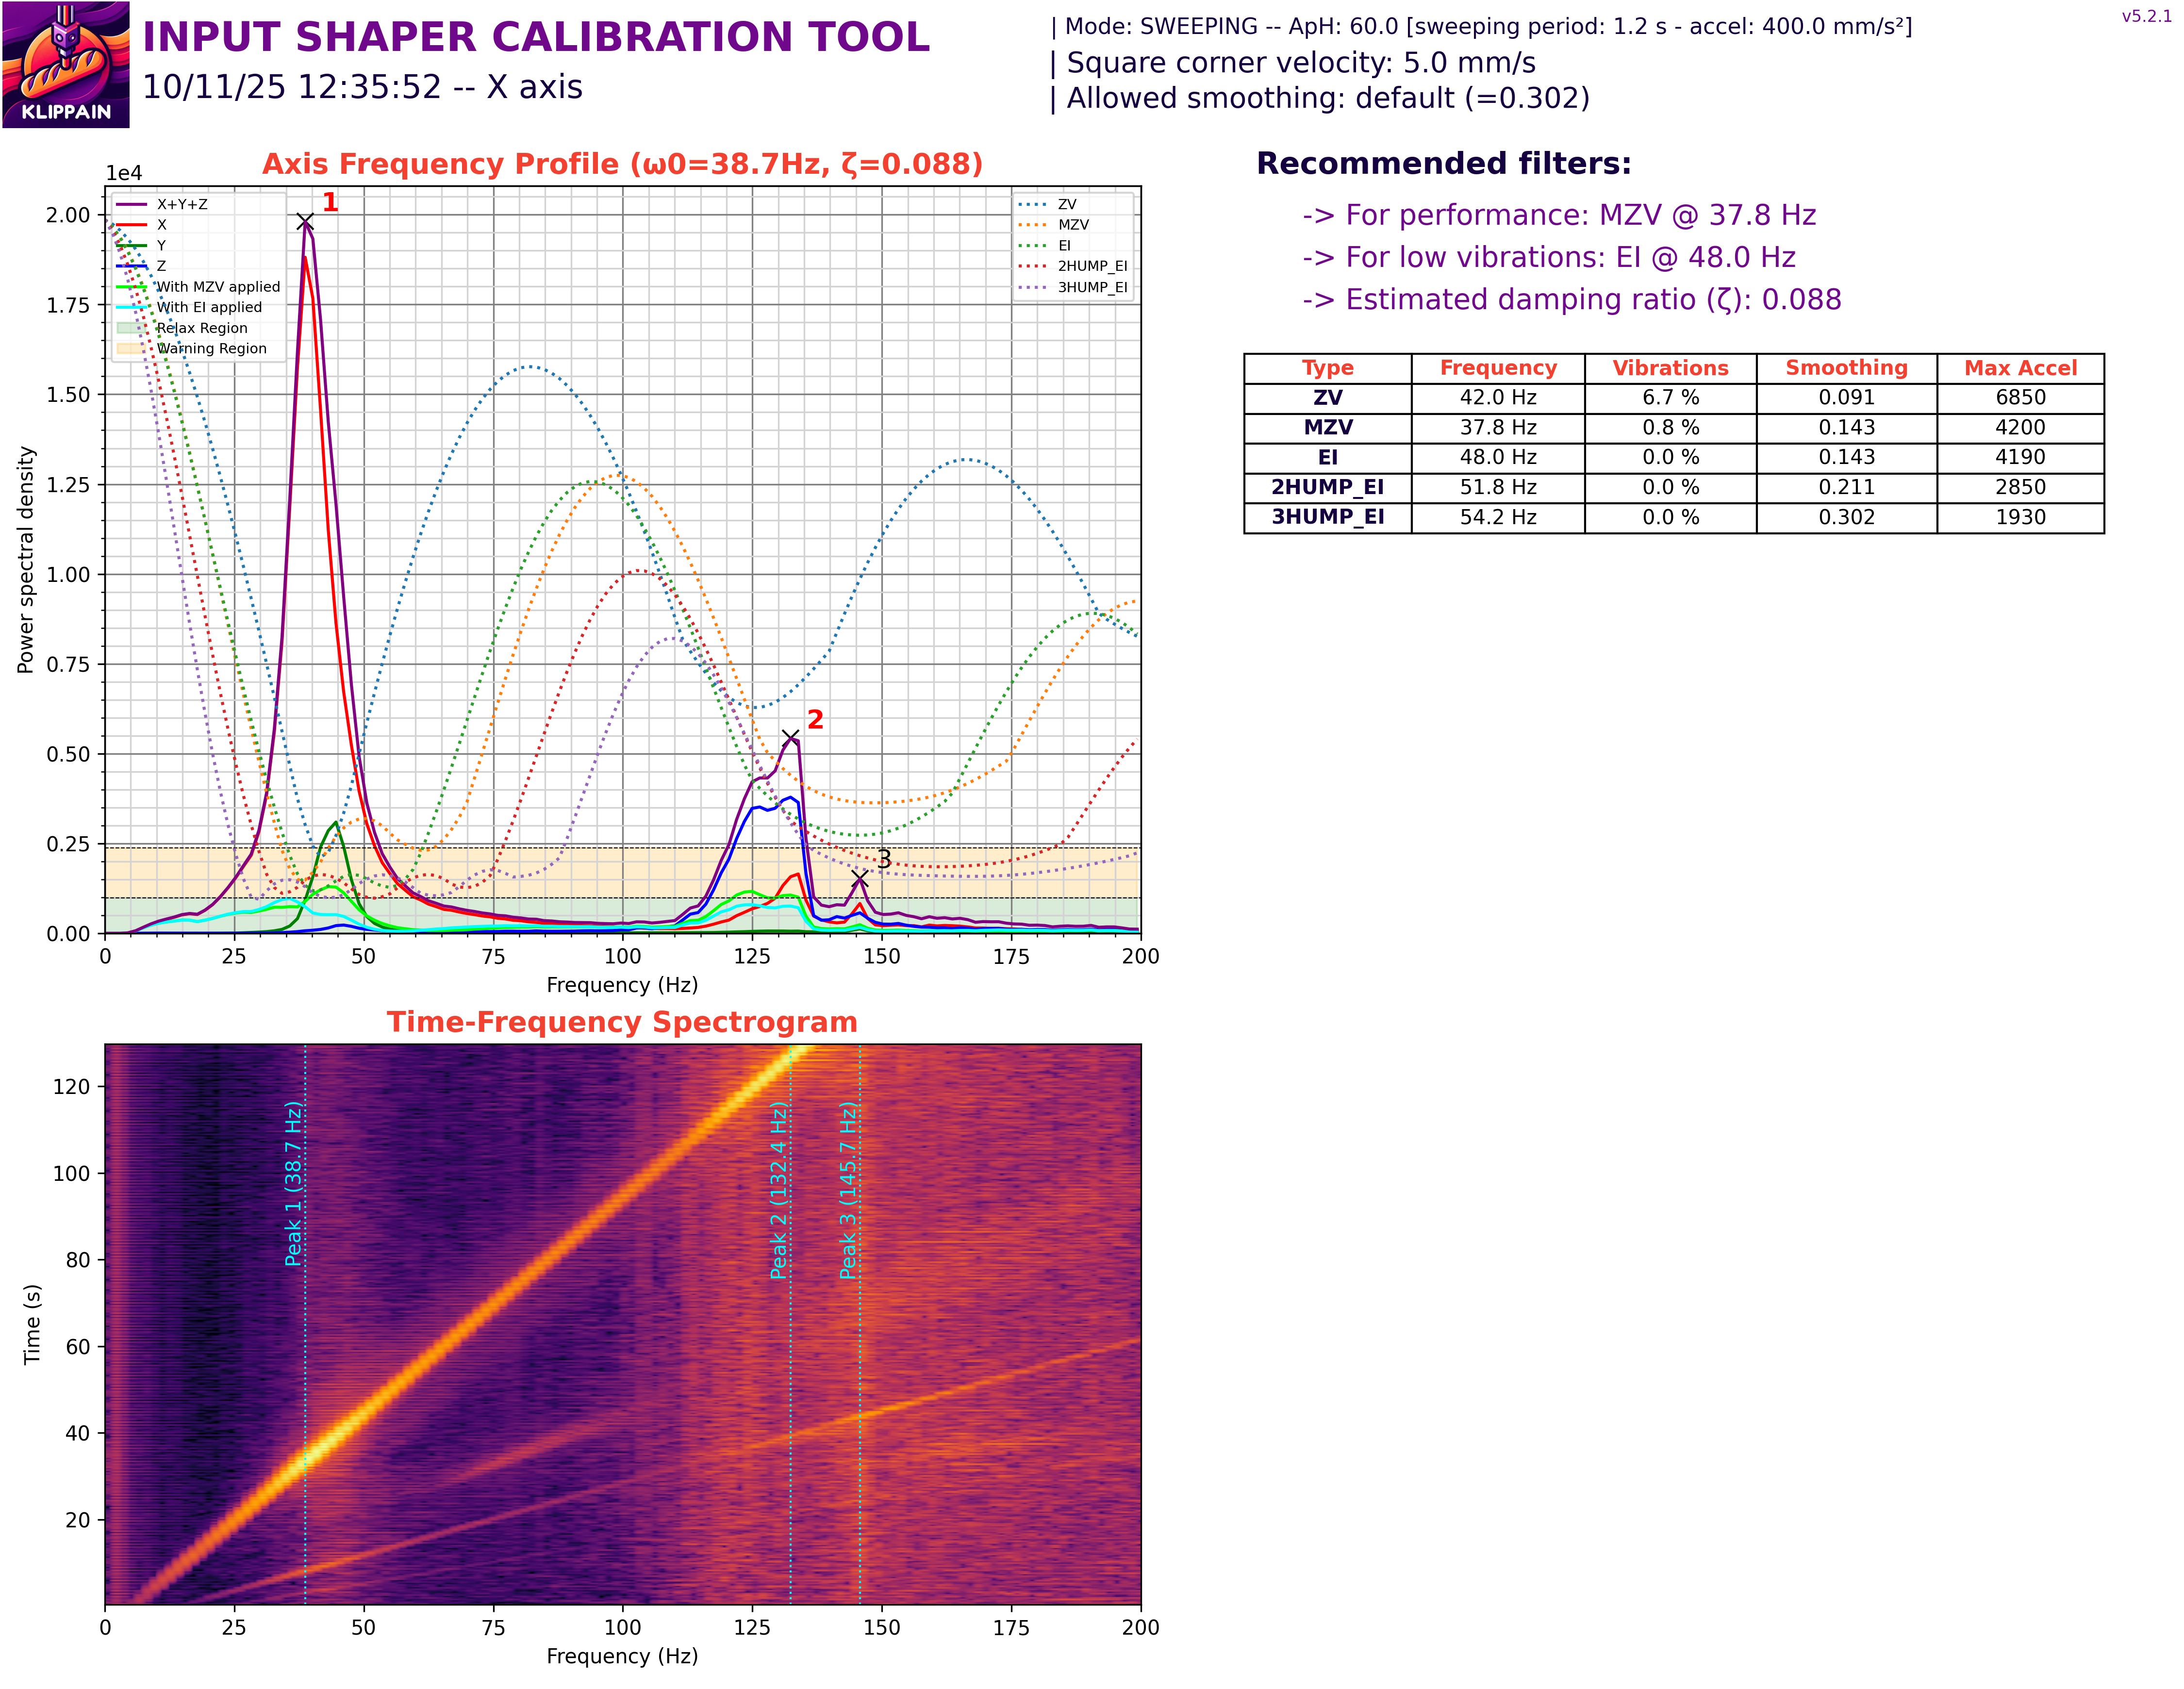 KLIPPAIN
INPUT SHAPER CALIBRATION TOOL
10/11/25 12:35:52 -- X axis
| Mode: SWEEPING -- ApH: 60.0 [sweeping period: 1.2 s - accel: 400.0 mm/s²]
| Square corner velocity: 5.0 mm/s
| Allowed smoothing: default (=0.302)
v5.2.1
Axis Frequency Profile (ω0=38.7Hz, ζ=0.088)
1e4
2.00
1.75
1.50
1.25
1.00
0.75
0.50
0.25
0.00
Power spectral density
X+Y+Z
X
Y
Z
With MZV applied
With EI applied
Relax Region
Warning Region
ZV
MZV
EI
2HUMP_EI
3HUMP_EI
1
2
3
0 25 50 75 100 125 150 175 200
Frequency (Hz)
Recommended filters:
-> For performance: MZV @ 37.8 Hz
-> For low vibrations: EI @ 48.0 Hz
-> Estimated damping ratio (ζ): 0.088
Type Frequency Vibrations Smoothing Max Accel
ZV 42.0 Hz 6.7 % 0.091 6850
MZV 37.8 Hz 0.8 % 0.143 4200
EI 48.0 Hz 0.0 % 0.143 4190
2HUMP_EI 51.8 Hz 0.0 % 0.211 2850
3HUMP_EI 54.2 Hz 0.0 % 0.302 1930
Time-Frequency Spectrogram
120
100
80
60
40
20
Time (s)
Peak 1 (38.7 Hz)
Peak 2 (132.4 Hz)
Peak 3 (145.7 Hz)
0 25 50 75 100 125 150 175 200
Frequency (Hz)